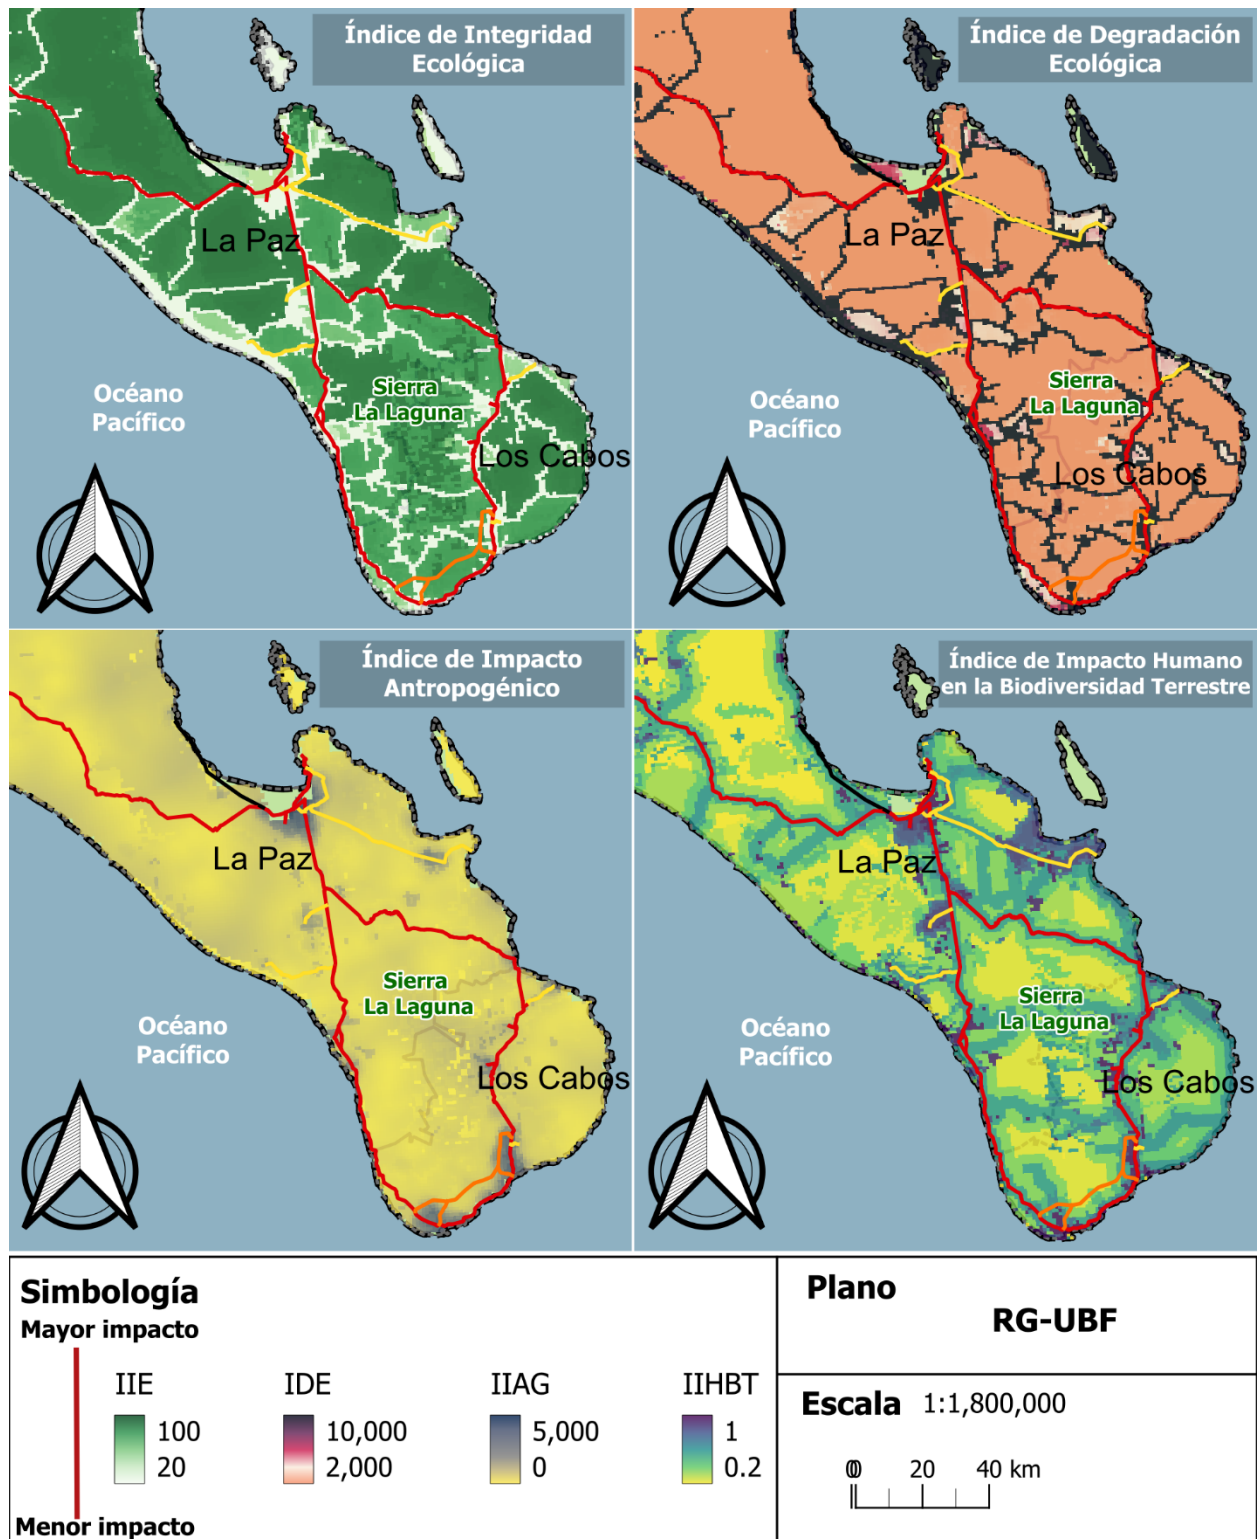 Índice de Integridad
Ecológica
La Paz
Sierra
La Laguna
Océano
Pacífico
Los Cabos
Índice de Degradación
Ecológica
La Paz
Sierra
La Laguna
Océano
Pacífico
Los Cabos
Índice de Impacto
Antropogénico
La Paz
Sierra
La Laguna
Océano
Pacífico
Los Cabos
Índice de Impacto Humano
en la Biodiversidad Terrestre
La Paz
Sierra
La Laguna
Océano
Pacífico
Los Cabos
Simbología
Mayor impacto
Menor impacto
IIE
100
20
IDE
10,000
2,000
IIAG
5,000
0
IIHBT
1
0.2
Plano
RG-UBF
Escala 1:1,800,000
0 20 40 km